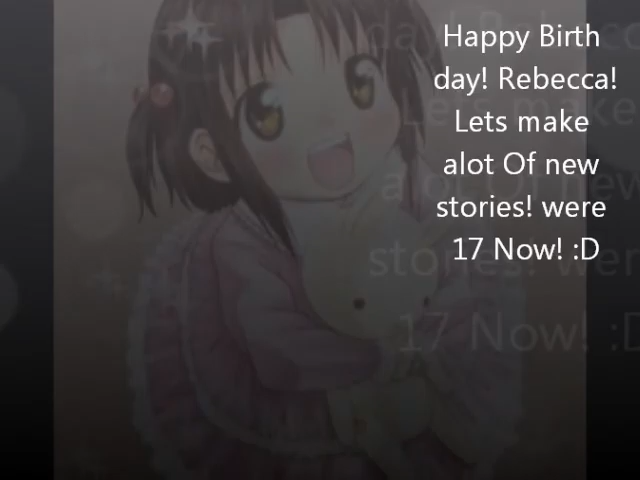 Happy Birth
day! Rebecca!
Lets make
alot Of new
stories! were
17 Now! :D